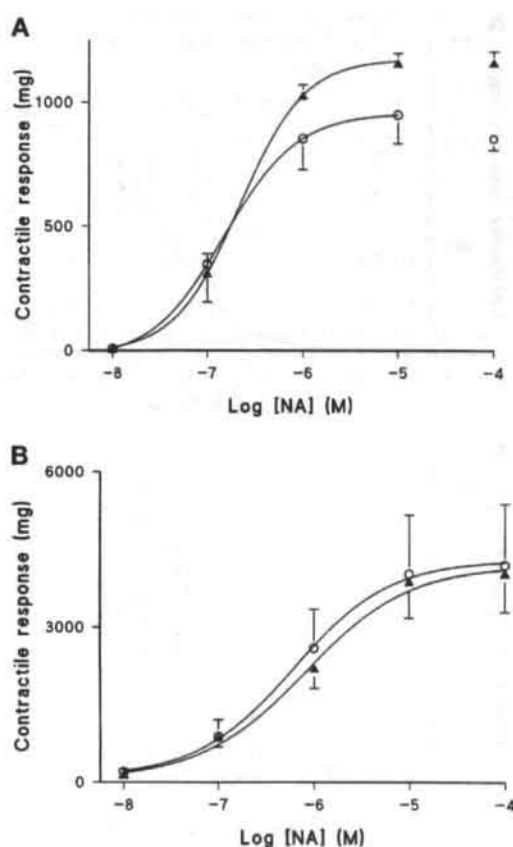 A
Contractile response (mg)
1000
500
0
-8 -7 -6 -5 -4
Log [NA] (M)
B
Contractile response (mg)
6000
3000
0
-8 -7 -6 -5 -4
Log [NA] (M)